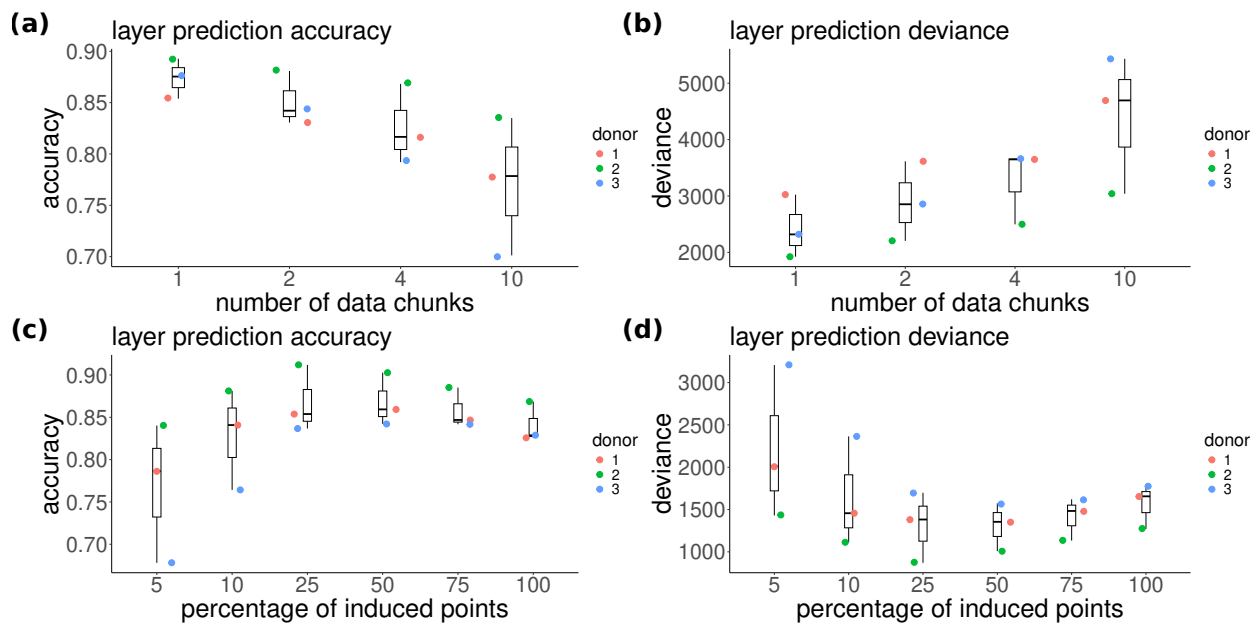 (a)
layer prediction accuracy
accuracy
0.90
0.85
0.80
0.75
0.70
1 2 4 10
number of data chunks
donor
1
2
3
(b)
layer prediction deviance
deviance
5000
4000
3000
2000
1 2 4 10
number of data chunks
donor
1
2
3
(c)
layer prediction accuracy
accuracy
0.90
0.85
0.80
0.75
0.70
5 10 25 50 75 100
percentage of induced points
donor
1
2
3
(d)
layer prediction deviance
deviance
3000
2500
2000
1500
1000
5 10 25 50 75 100
percentage of induced points
donor
1
2
3